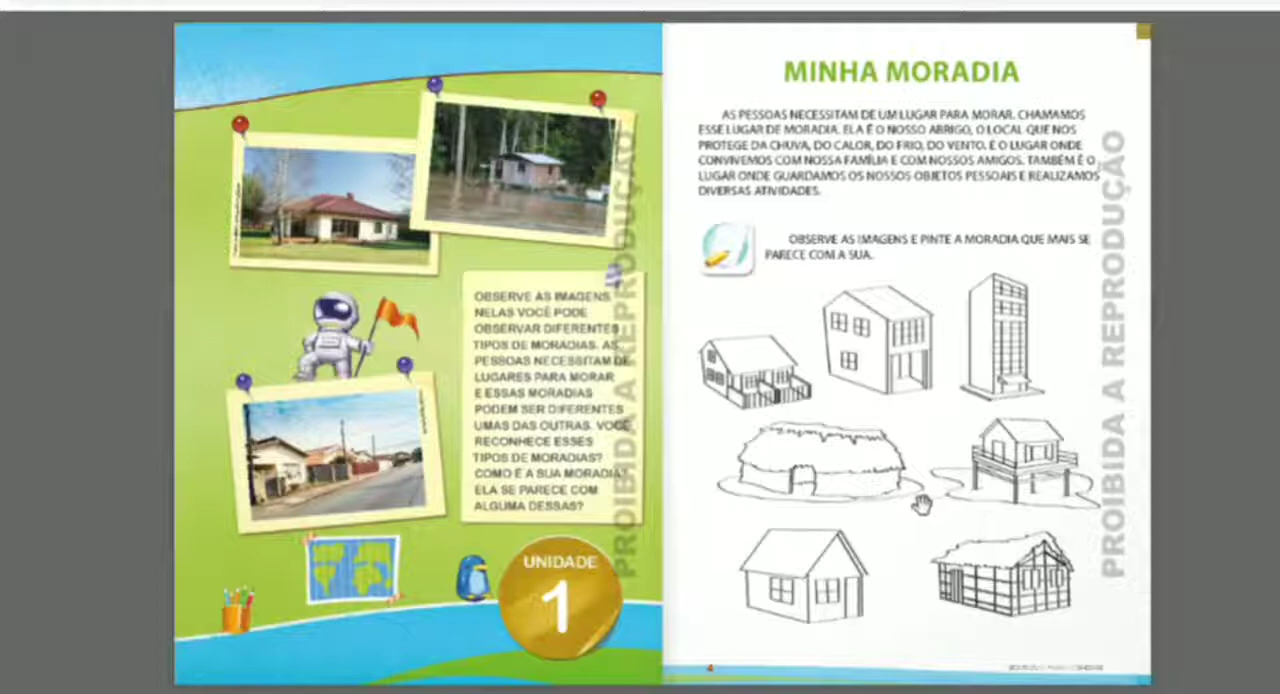 OBSERVE AS IMAGENS.
NELAS VOCÊ PODE
OBSERVAR DIFERENTES
TIPOS DE MORADIAS. AS
PESSOAS NECESSITAM DE
LUGARES PARA MORAR
E ESSAS MORADIAS
PODEM SER DIFERENTES
UMAS DAS OUTRAS. VOCÊ
RECONHECE ESSES
TIPOS DE MORADIAS?
COMO É A SUA MORADIA?
ELA SE PARECE COM
ALGUMA DESSAS?
UNIDADE
1
PROIBIDA A REPRODUÇÃO
MINHA MORADIA
AS PESSOAS NECESSITAM DE UM LUGAR PARA MORAR. CHAMAMOS
ESSE LUGAR DE MORADIA. ELA É O NOSSO ABRIGO, O LOCAL QUE NOS
PROTEGE DA CHUVA, DO CALOR, DO FRIO, DO VENTO. É O LUGAR ONDE
CONVIVEMOS COM NOSSA FAMÍLIA E COM NOSSOS AMIGOS. TAMBÉM É O
LUGAR ONDE GUARDAMOS OS NOSSOS OBJETOS PESSOAIS E REALIZAMOS
DIVERSAS ATIVIDADES.
OBSERVE AS IMAGENS E PINTE A MORADIA QUE MAIS SE
PARECE COM A SUA.
PROIBIDA A REPRODUÇÃO
4